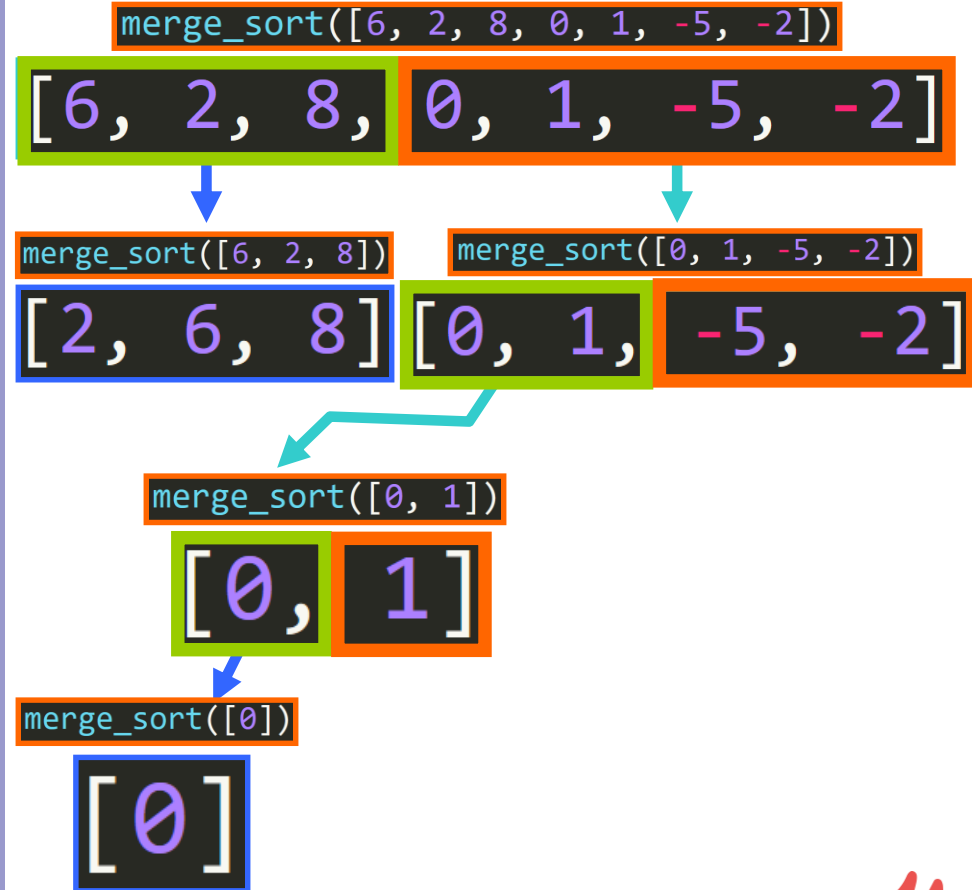 merge_sort([6, 2, 8, 0, 1, -5, -2])
[6, 2, 8, 0, 1, -5, -2]
merge_sort([6, 2, 8])
merge_sort([0, 1, -5, -2])
[2, 6, 8]
[0, 1, -5, -2]
merge_sort([0, 1])
[0, 1]
merge_sort([0])
[0]